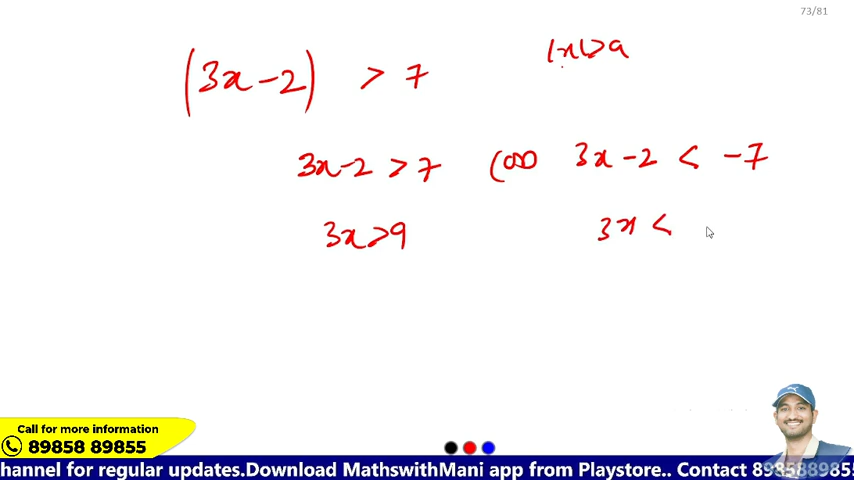 73/81
|3x-2| > 7
|x|>a
3x-2 > 7 (or) 3x-2 < -7
3x>9 3x <
Call for more information
89858 89855
hannel for regular updates.Download MathswithMani app from Playstore.. Contact 8985889855